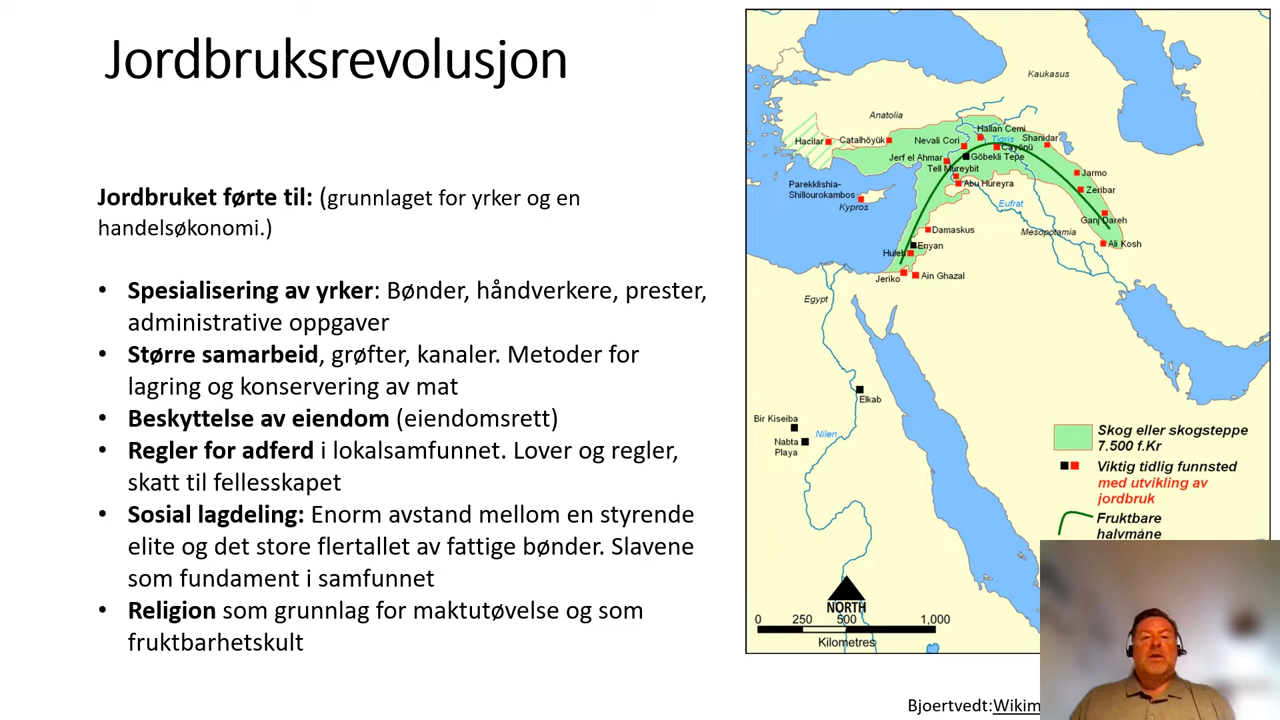 Jordbruksrevolusjon
Jordbruket førte til: (grunnlaget for yrker og en
handelsøkonomi.)
• Spesialisering av yrker: Bønder, håndverkere, prester,
administrative oppgaver
• Større samarbeid, grøfter, kanaler. Metoder for
lagring og konservering av mat
• Beskyttelse av eiendom (eiendomsrett)
• Regler for adferd i lokalsamfunnet. Lover og regler,
skatt til fellesskapet
• Sosial lagdeling: Enorm avstand mellom en styrende
elite og det store flertallet av fattige bønder. Slavene
som fundament i samfunnet
• Religion som grunnlag for maktutøvelse og som
fruktbarhetskult
Kaukasus
Anatolia
Hallan Cemi
Hacilar
Catalhöyük
Nevali Cori
Tigris
Shanidar
Cayönü
Jerf el Ahmar
Göbekli Tepe
Tell Mureybit
Jarmo
Parekklishia-
Shillourokambos
Abu Hureyra
Zeribar
Kypros
Eufrat
Ganj Dareh
Damaskus
Mesopotamia
Huleh
Enyan
Ali Kosh
Jeriko
Ain Ghazal
Egypt
Elkab
Bir Kiseiba
Nabta
Playa
Nilen
Skog eller skogsteppe
7.500 f.Kr
Viktig tidlig funnsted
med utvikling av
jordbruk
Fruktbare
halvmåne
NORTH
0 250 500 1,000
Kilometres
Bjoertvedt:Wikim